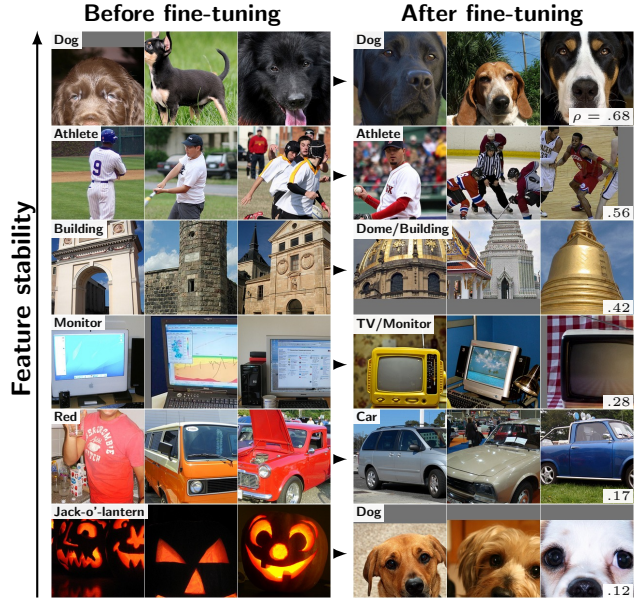 Before fine-tuning
After fine-tuning
Feature stability
Dog
Dog
ρ = .68
Athlete
9
Athlete
.56
Building
Dome/Building
.42
Monitor
TV/Monitor
.28
Red
Car
.17
Jack-o'-lantern
Dog
.12